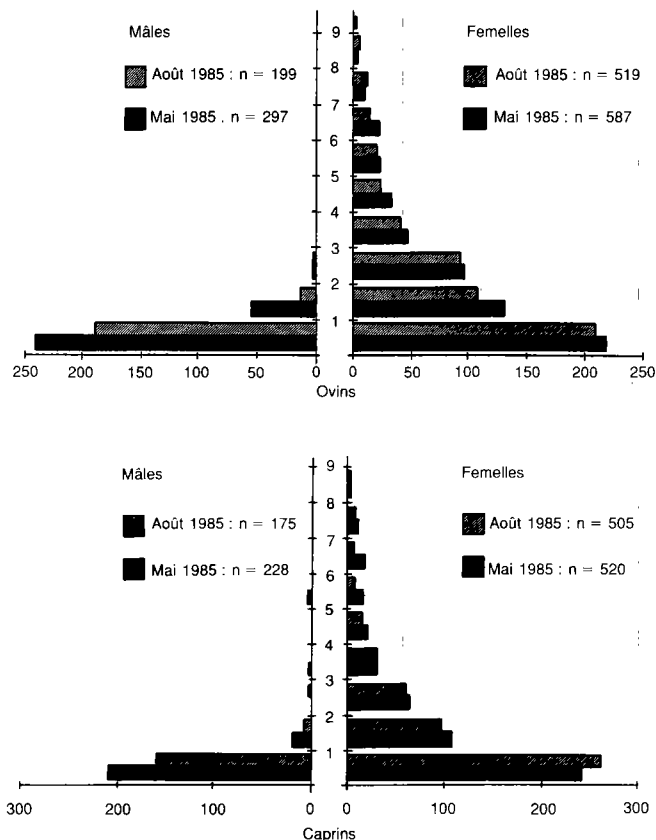 Mâles
Août 1985 : n = 199
Mai 1985 . n = 297
9
8
7
6
5
4
3
2
1
Femelles
Août 1985 : n = 519
Mai 1985 : n = 587
250 200 150 100 50 0
0 50 100 150 200 250
Ovins
Mâles
Août 1985 : n = 175
Mai 1985 : n = 228
9
8
7
6
5
4
3
2
1
Femelles
Août 1985 : n = 505
Mai 1985 : n = 520
300 200 100 0
0 100 200 300
Caprins